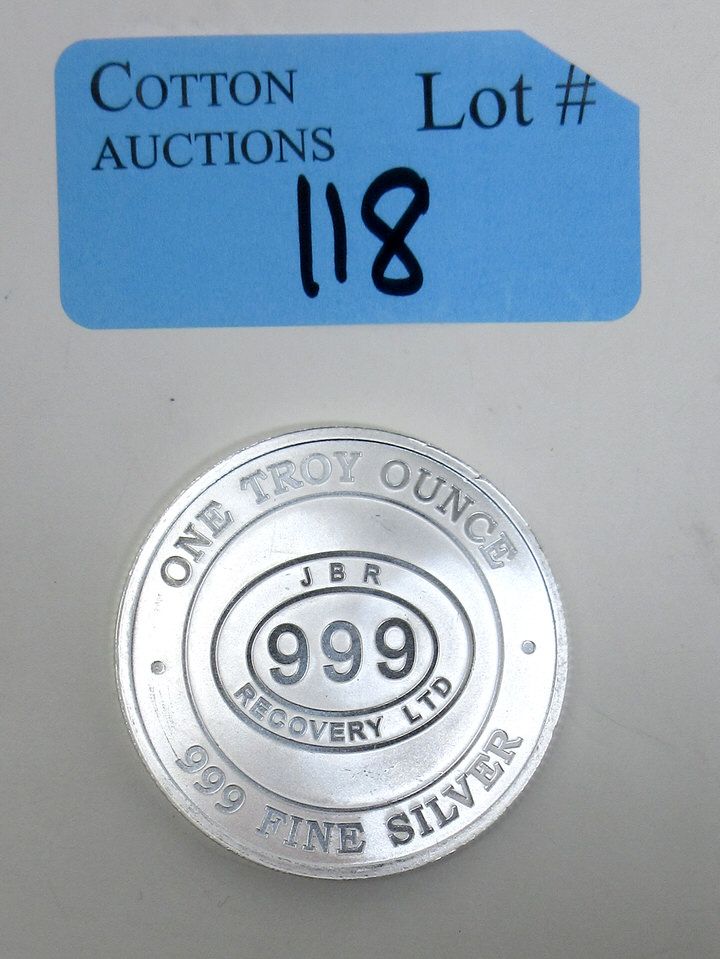 COTTON
AUCTIONS
Lot #
118
ONE TROY OUNCE
JBR
999
RECOVERY LTD
999 FINE SILVER